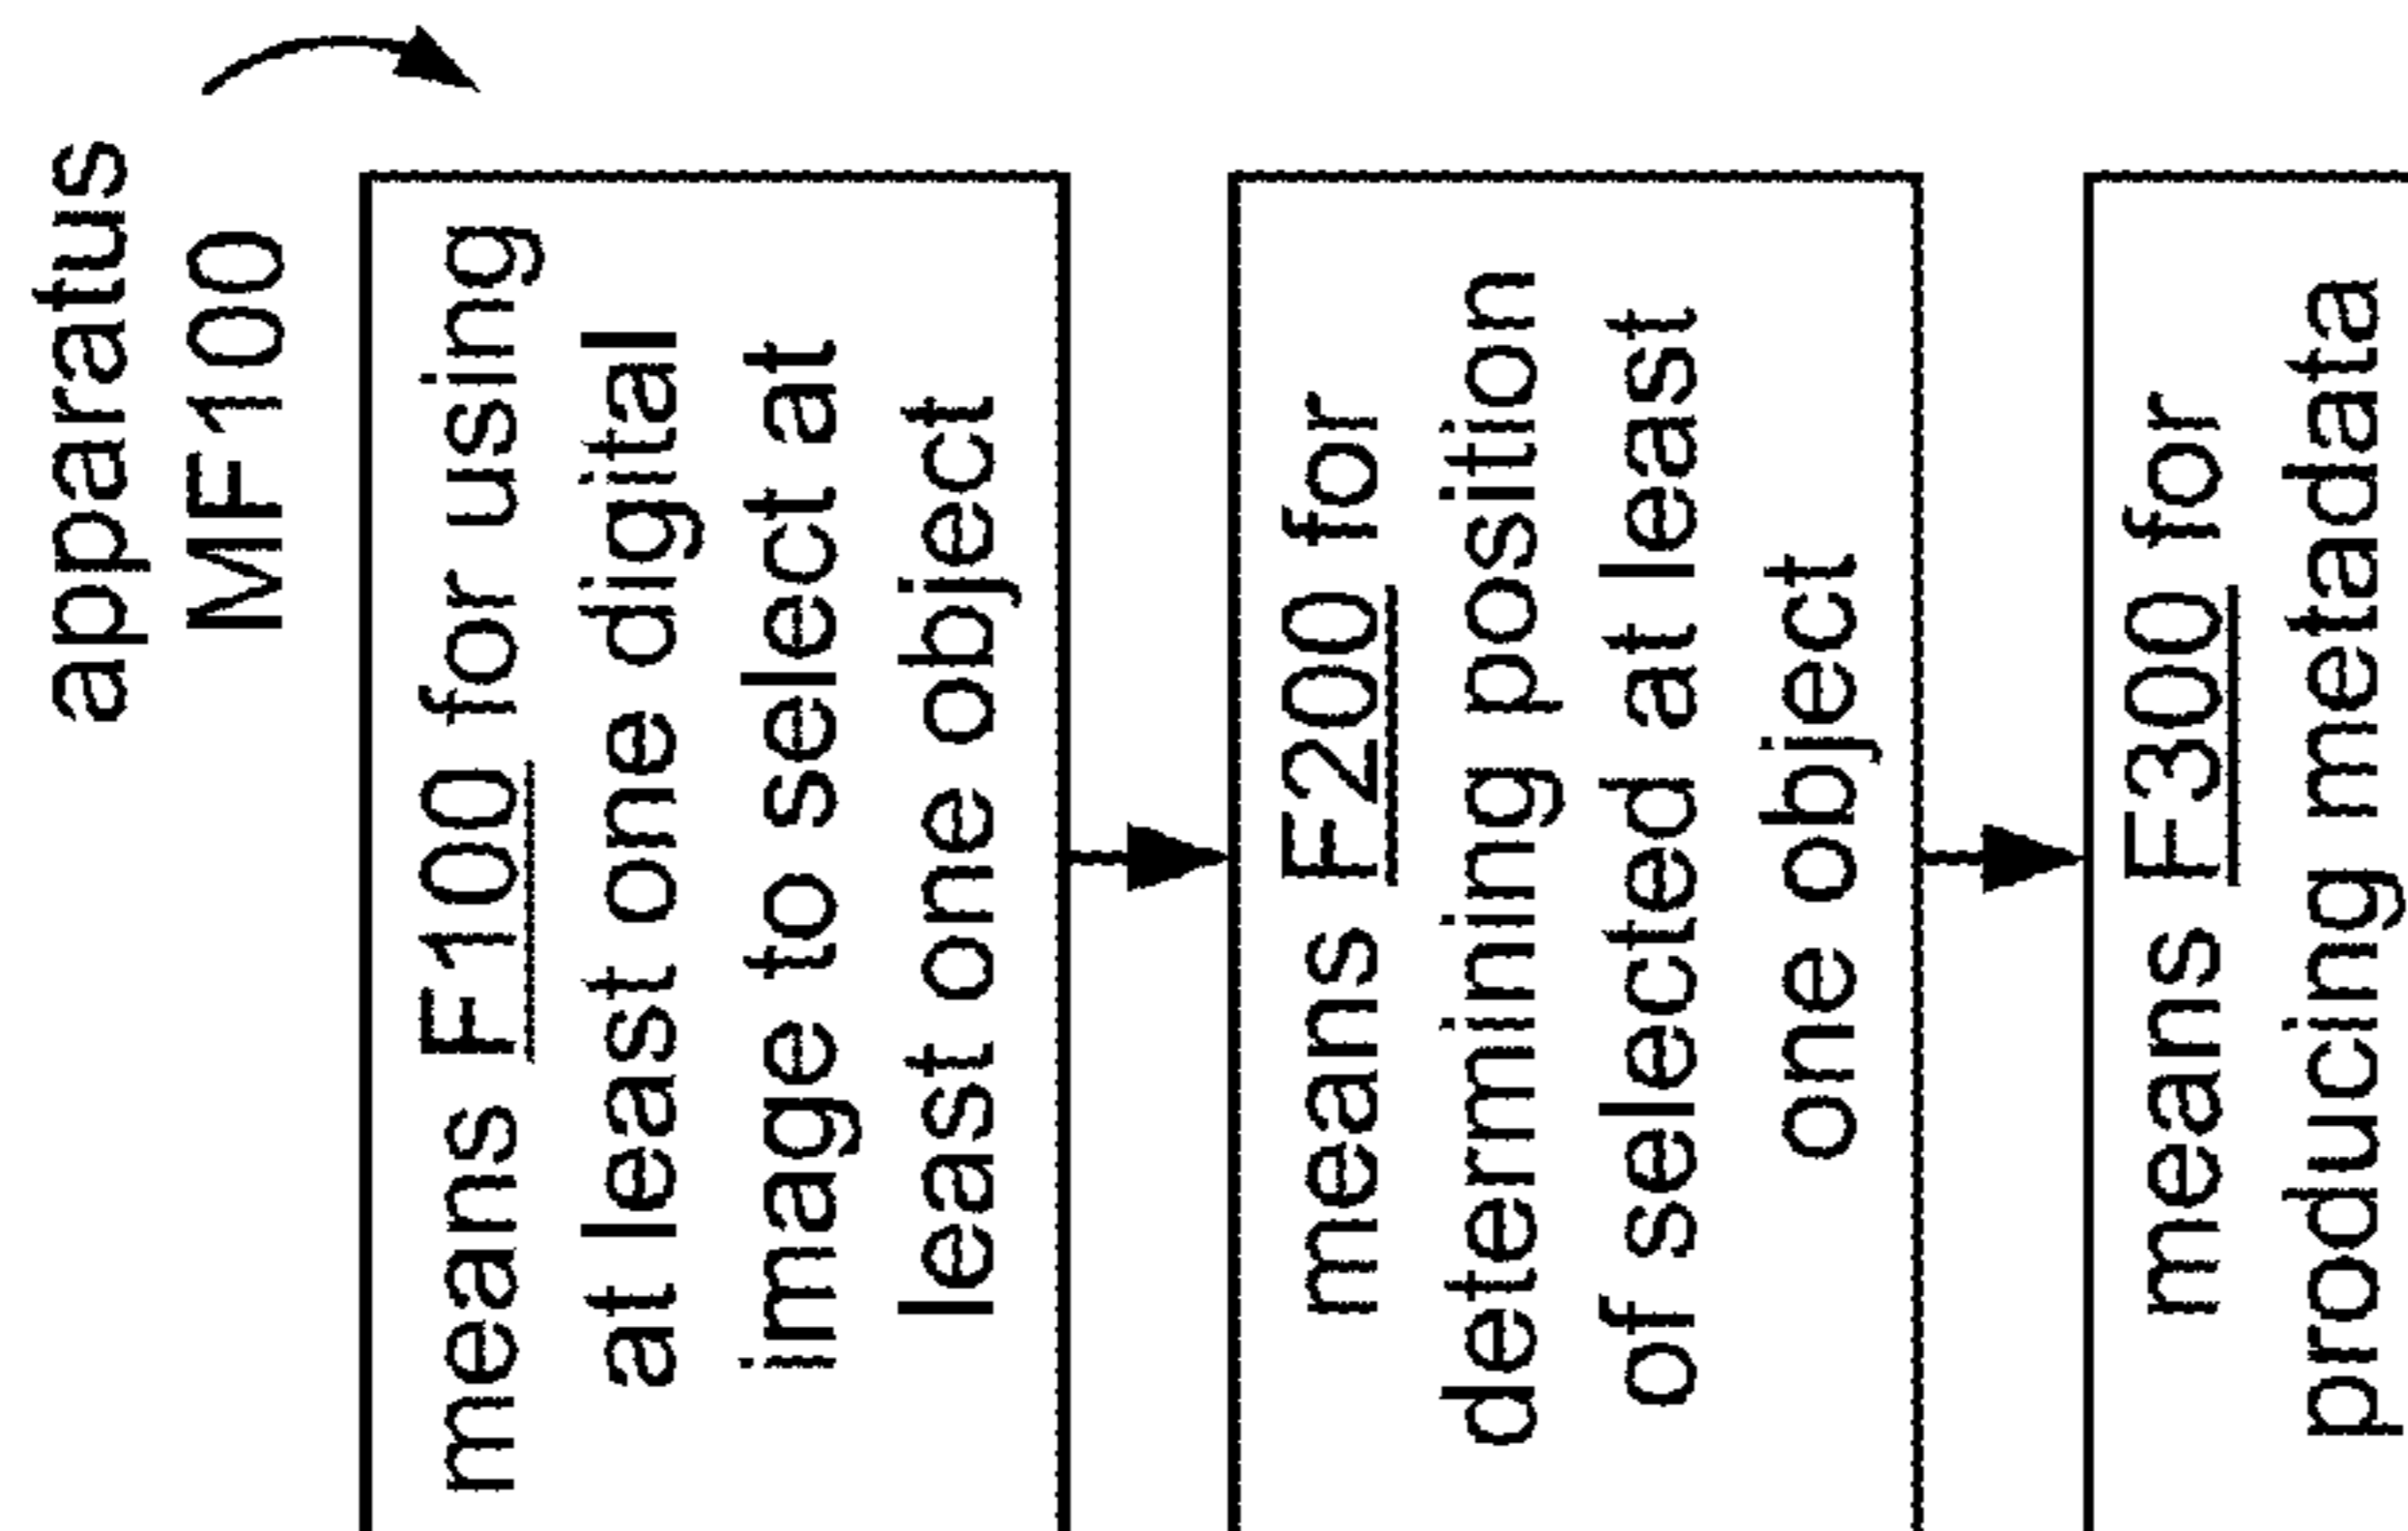 apparatus
MF100
means F100 for using
at least one digital
image to select at
least one object
means F200 for
determining position
of selected at least
one object
means F300 for
producing metadata